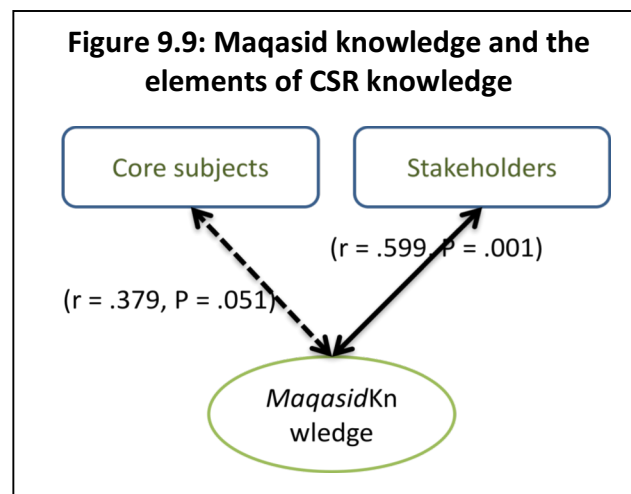 Figure 9.9: Maqasid knowledge and the
elements of CSR knowledge
Core subjects
Stakeholders
(r = .599, P = .001)
(r = .379, P = .051)
MaqasidKn
wledge